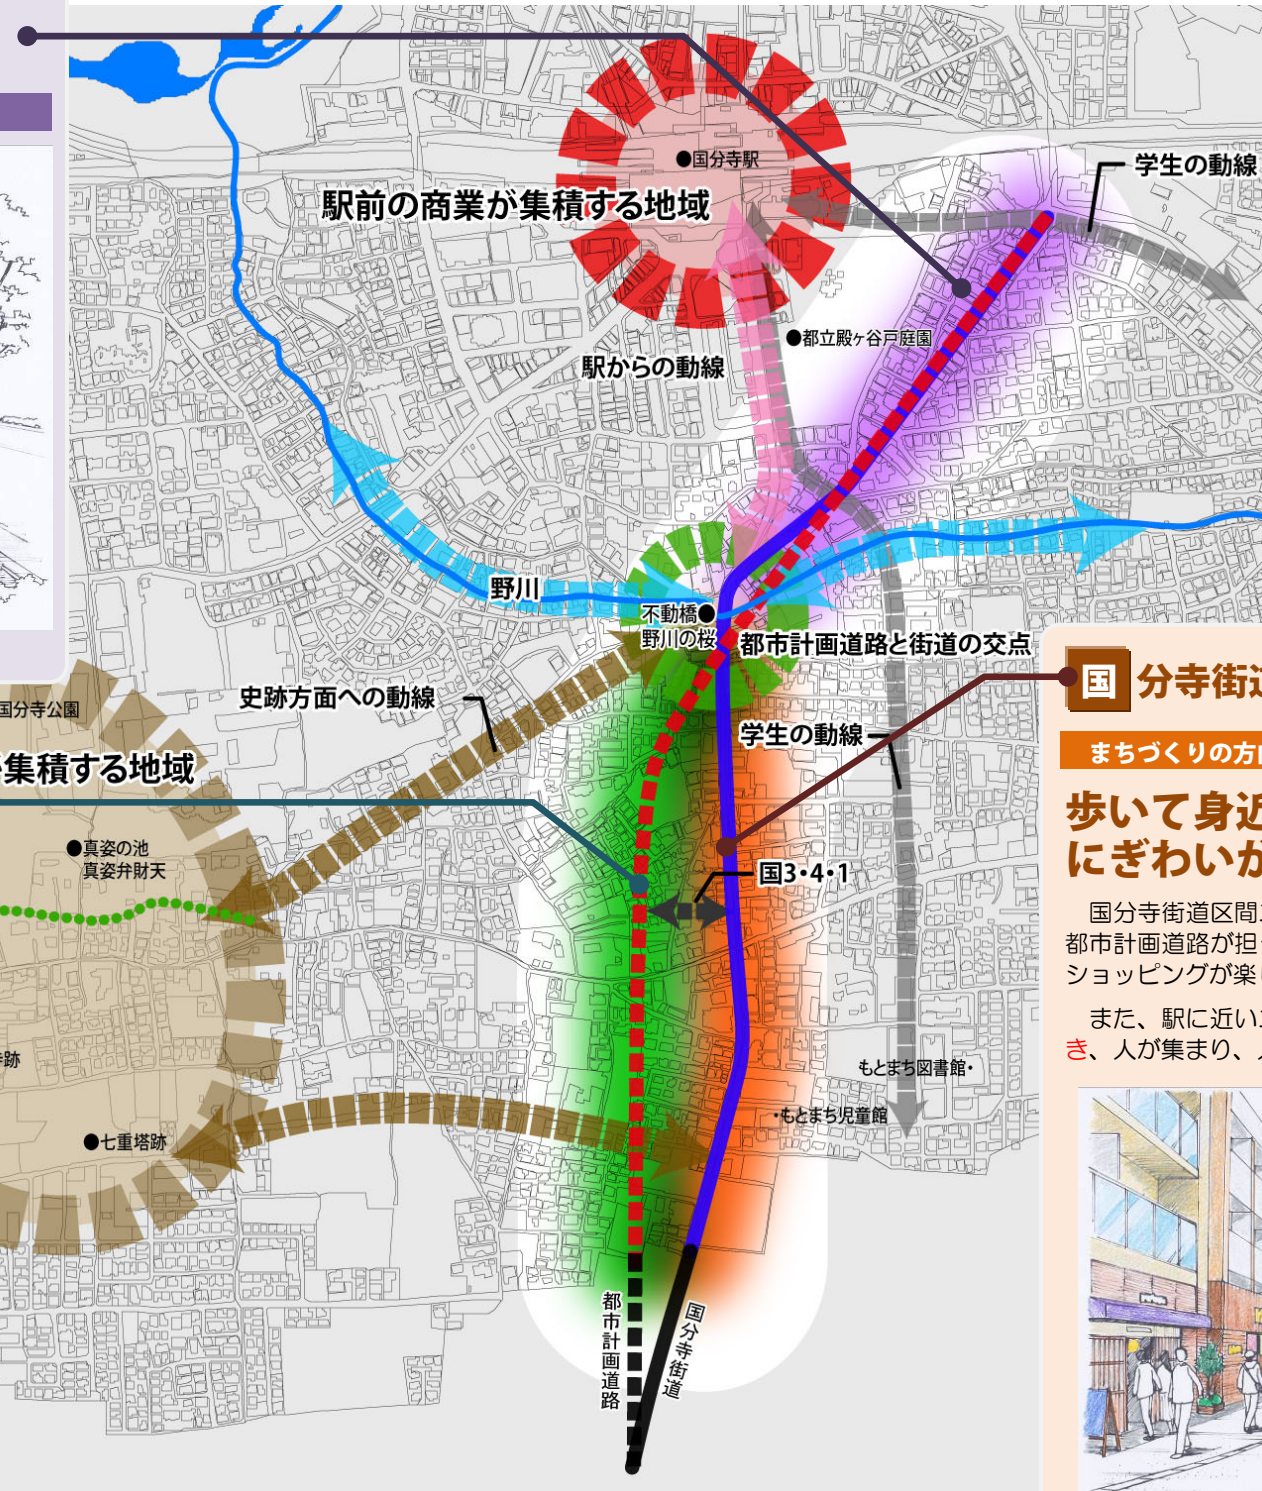 国分寺駅
学生の動線
駅前の商業が集積する地域
都立殿ヶ谷戸庭園
駅からの動線
野川
不動橋
野川の桜
都市計画道路と街道の交点
史跡方面への動線
国分寺公園
集積する地域
学生の動線
真姿の池
真姿弁財天
国3・4・1
跡
七重塔跡
もとまち図書館・
・もとまち児童館
都市計画道路
国分寺街道
国分寺街道
まちづくりの方向
歩いて身近
にぎわいが
国分寺街道区間
都市計画道路が担
ショッピングが楽し
また、駅に近い
き、人が集まり、